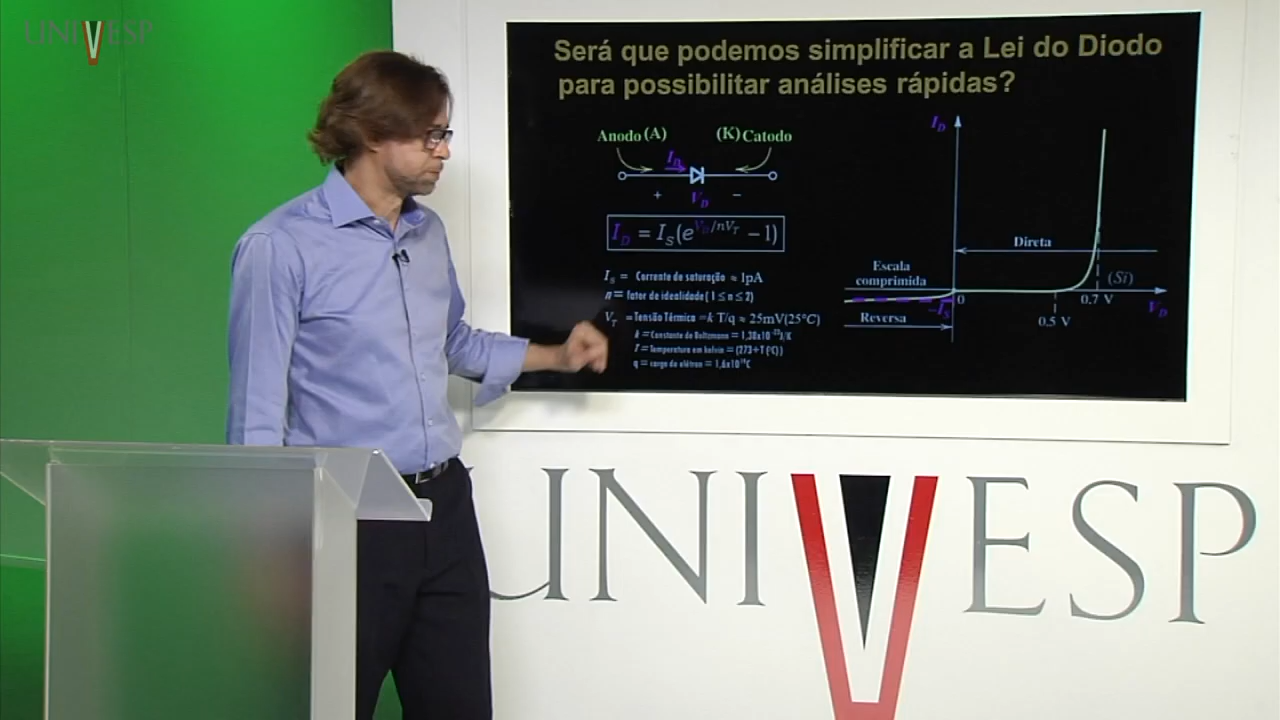 UNIVESP
Será que podemos simplificar a Lei do Diodo
para possibilitar análises rápidas?
Anodo (A)
(K) Catodo
I_D
+
V_D
−
I_D = I_S(e^{V_D/nV_T} − 1)
I_S = Corrente de saturação ≈ 1pA
n = fator de idealidade (1 ≤ n ≤ 2)
V_T = Tensão Térmica = k T/q ≈ 25mV(25°C)
k = Constante de Boltzmann = 1,38x10^{-23}J/K
T = Temperatura em kelvin = (273+T(°C))
q = carga do elétron = 1,6x10^{-19}C
I_D
Direta
Escala
comprimida
(Si)
0
0.7 V
V_D
−I_S
Reversa
0.5 V
UNIVESP